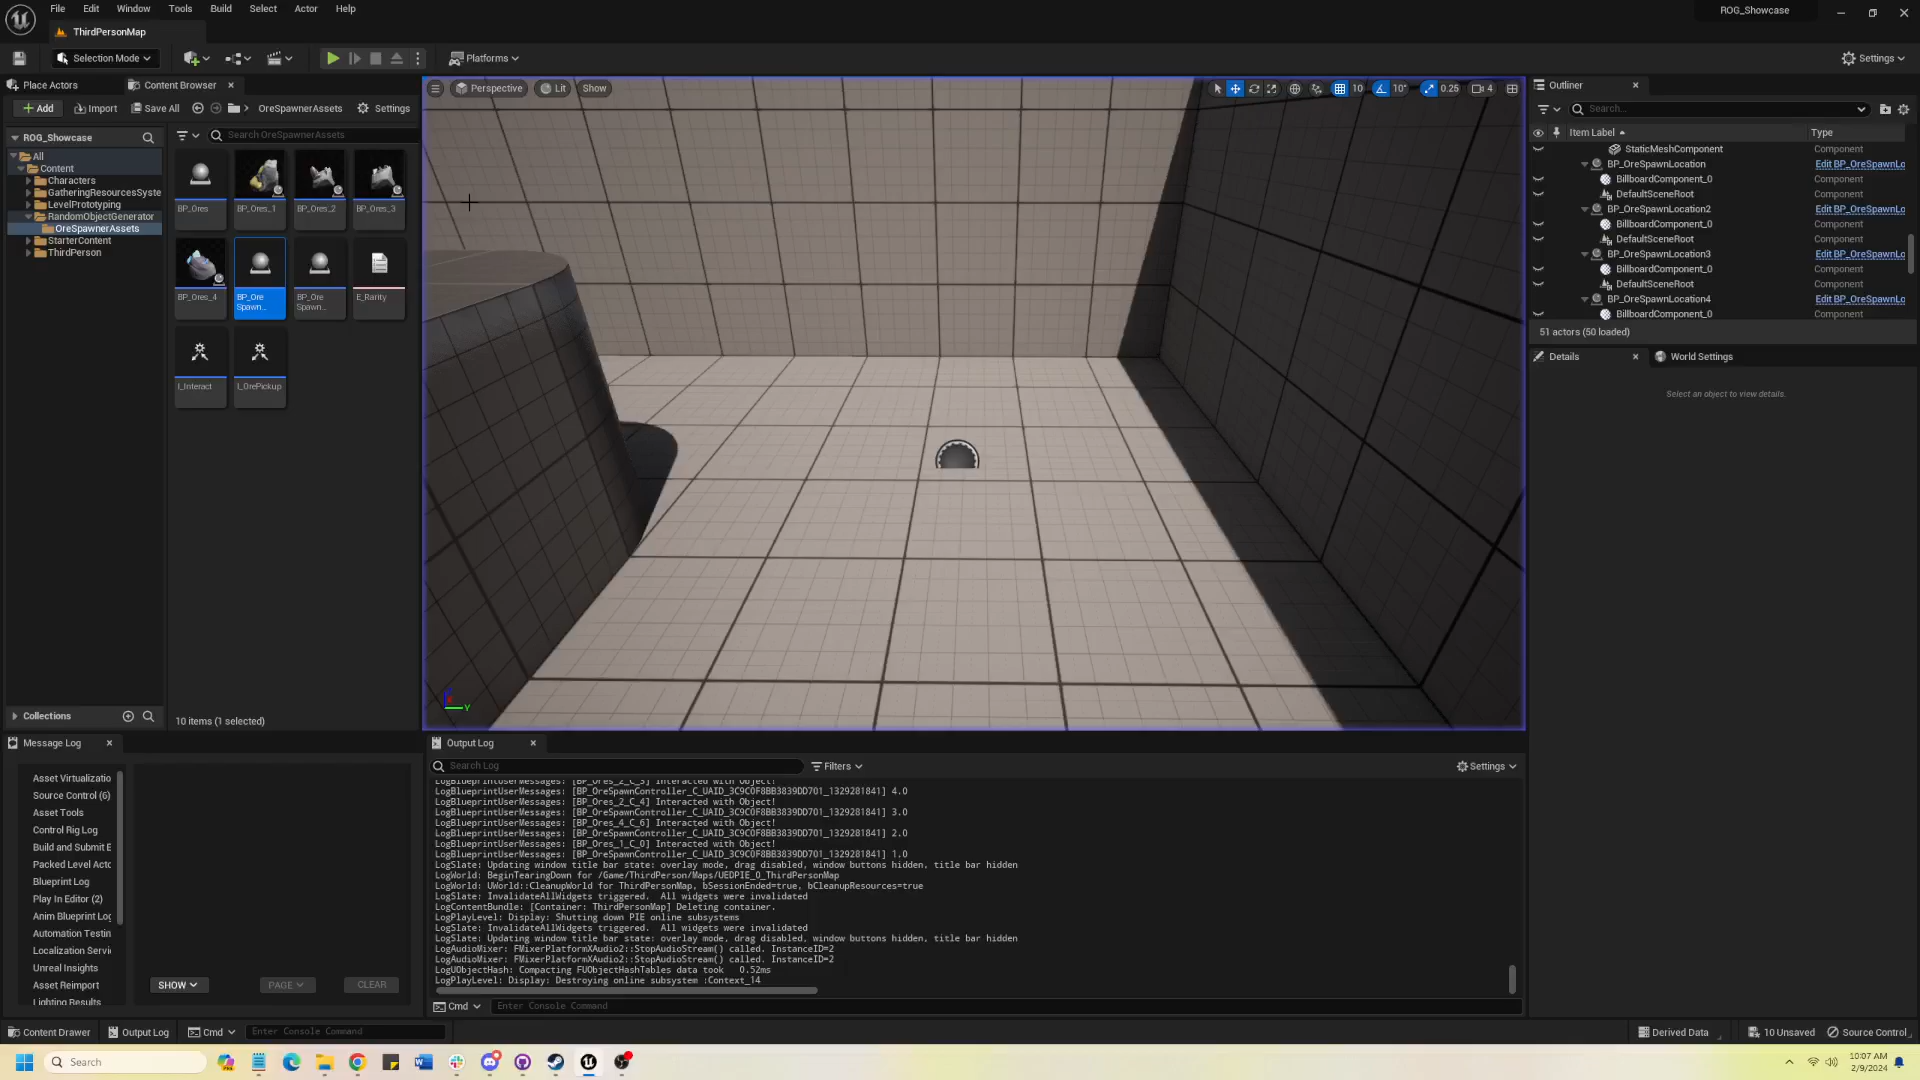 File Edit Window Tools Build Select Actor Help
ROG_Showcase
ThirdPersonMap
Selection Mode
Platforms
Settings
Place Actors
Content Browser
Add
Import
Save All
OreSpawnerAssets
Settings
ROG_Showcase
Search OreSpawnerAssets
All
Content
Characters
GatheringResourcesSyste
LevelPrototyping
RandomObjectGenerator
OreSpawnerAssets
StarterContent
ThirdPerson
BP_Ores
BP_Ores_1
BP_Ores_2
BP_Ores_3
BP_Ores_4
BP_Ore
Spawn...
BP_Ore
Spawn...
E_Rarity
I_Interact
I_OrePickup
Collections
10 items (1 selected)
Perspective
Lit
Show
10
10°
0.25
4
Y
Outliner
Search...
Item Label
Type
StaticMeshComponent Component
BP_OreSpawnLocation Edit BP_OreSpawnLo
BillboardComponent_0 Component
DefaultSceneRoot Component
BP_OreSpawnLocation2 Edit BP_OreSpawnLo
BillboardComponent_0 Component
DefaultSceneRoot Component
BP_OreSpawnLocation3 Edit BP_OreSpawnLo
BillboardComponent_0 Component
DefaultSceneRoot Component
BP_OreSpawnLocation4 Edit BP_OreSpawnLo
BillboardComponent_0 Component
51 actors (50 loaded)
Details
World Settings
Select an object to view details.
Message Log
Asset Virtualizatio
Source Control (6)
Asset Tools
Control Rig Log
Build and Submit E
Packed Level Actc
Blueprint Log
Play In Editor (2)
Anim Blueprint Log
Automation Testin
Localization Servic
Unreal Insights
Asset Reimport
Lighting Results
SHOW
PAGE
CLEAR
Output Log
Search Log
Filters
Settings
LogBlueprintUserMessages: [BP_Ores_2_C_3] Interacted with Object!
LogBlueprintUserMessages: [BP_OreSpawnController_C_UAID_3C9C0F8BB3839DD701_1329281841] 4.0
LogBlueprintUserMessages: [BP_Ores_2_C_4] Interacted with Object!
LogBlueprintUserMessages: [BP_OreSpawnController_C_UAID_3C9C0F8BB3839DD701_1329281841] 3.0
LogBlueprintUserMessages: [BP_Ores_4_C_6] Interacted with Object!
LogBlueprintUserMessages: [BP_OreSpawnController_C_UAID_3C9C0F8BB3839DD701_1329281841] 2.0
LogBlueprintUserMessages: [BP_Ores_1_C_0] Interacted with Object!
LogBlueprintUserMessages: [BP_OreSpawnController_C_UAID_3C9C0F8BB3839DD701_1329281841] 1.0
LogSlate: Updating window title bar state: overlay mode, drag disabled, window buttons hidden, title bar hidden
LogWorld: BeginTearingDown for /Game/ThirdPerson/Maps/UEDPIE_0_ThirdPersonMap
LogWorld: UWorld::CleanupWorld for ThirdPersonMap, bSessionEnded=true, bCleanupResources=true
LogSlate: InvalidateAllWidgets triggered. All widgets were invalidated
LogContentBundle: [Container: ThirdPersonMap] Deleting container.
LogPlayLevel: Display: Shutting down PIE online subsystems
LogSlate: InvalidateAllWidgets triggered. All widgets were invalidated
LogSlate: Updating window title bar state: overlay mode, drag disabled, window buttons hidden, title bar hidden
LogAudioMixer: FMixerPlatformXAudio2::StopAudioStream() called. InstanceID=2
LogAudioMixer: FMixerPlatformXAudio2::StopAudioStream() called. InstanceID=2
LogUObjectHash: Compacting FUObjectHashTables data took 0.52ms
LogPlayLevel: Display: Destroying online subsystem :Context_14
Cmd
Enter Console Command
Content Drawer
Output Log
Cmd
Enter Console Command
Derived Data
10 Unsaved
Source Control
Search
10:07 AM
2/9/2024